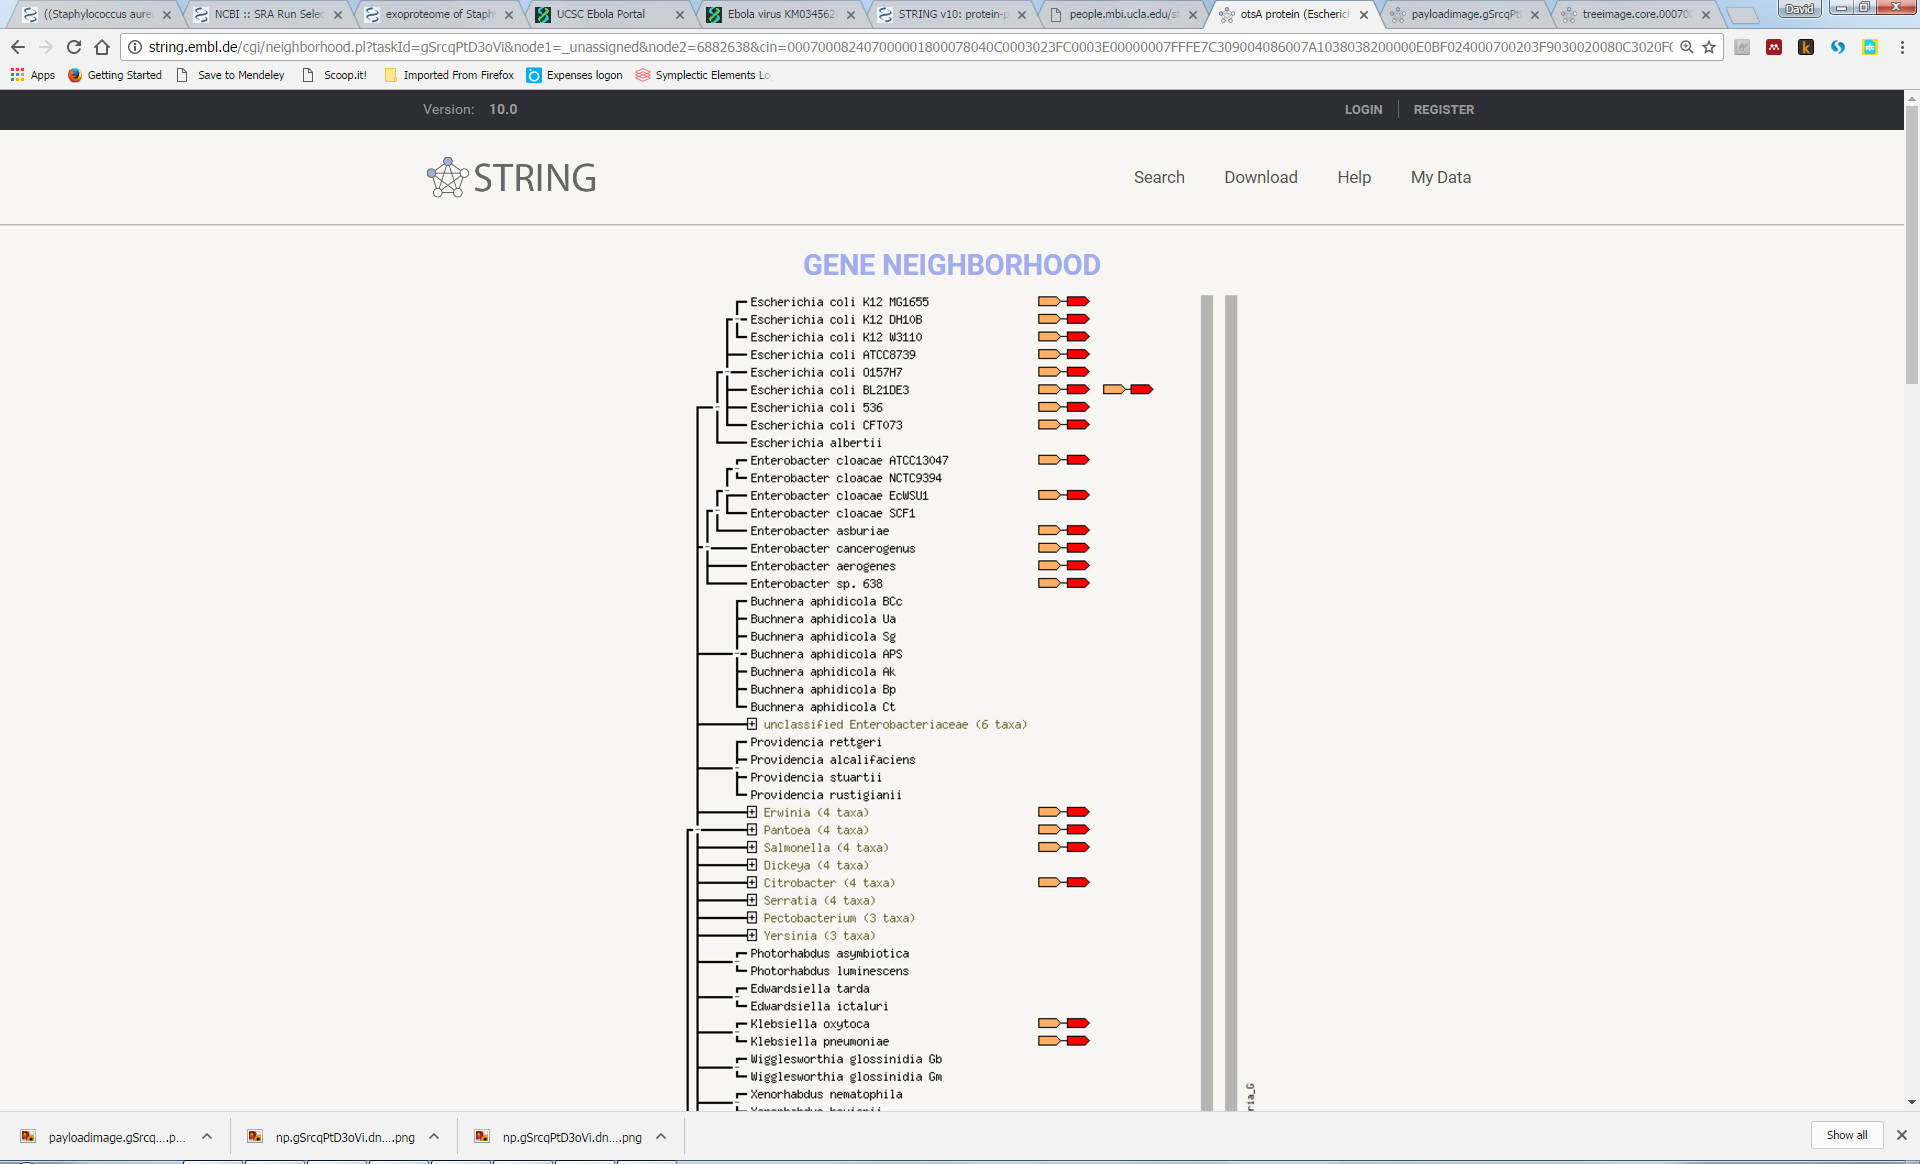 ((Staphylococcus aure
NCBI :: SRA Run Selec
exoproteome of Staph
UCSC Ebola Portal
Ebola virus KM034562
STRING v10: protein-p
people.mbi.ucla.edu/s
otsA protein (Escheric
payloadimage.gSrcqPt
treeimage.core.00070
David
string.embl.de/cgi/neighborhood.pl?taskId=gSrcqPtD3oVi&node1=_unassigned&node2=6882638&cin=00070008240700000180007804​0C0003023FC0003E00000007FFFE7C309004086007A1038038200000E0BF024000700203F9030020080C3020F(
Apps
Getting Started
Save to Mendeley
Scoop.it!
Imported From Firefox
Expenses logon
Symplectic Elements Lo
Version: 10.0
LOGIN
REGISTER
STRING
Search
Download
Help
My Data
GENE NEIGHBORHOOD
Escherichia coli K12 MG1655
Escherichia coli K12 DH10B
Escherichia coli K12 W3110
Escherichia coli ATCC8739
Escherichia coli O157H7
Escherichia coli BL21DE3
Escherichia coli 536
Escherichia coli CFT073
Escherichia albertii
Enterobacter cloacae ATCC13047
Enterobacter cloacae NCTC9394
Enterobacter cloacae EcWSU1
Enterobacter cloacae SCF1
Enterobacter asburiae
Enterobacter cancerogenus
Enterobacter aerogenes
Enterobacter sp. 638
Buchnera aphidicola BCc
Buchnera aphidicola Ua
Buchnera aphidicola Sg
Buchnera aphidicola APS
Buchnera aphidicola Ak
Buchnera aphidicola Bp
Buchnera aphidicola Ct
unclassified Enterobacteriaceae (6 taxa)
Providencia rettgeri
Providencia alcalifaciens
Providencia stuartii
Providencia rustigianii
Erwinia (4 taxa)
Pantoea (4 taxa)
Salmonella (4 taxa)
Dickeya (4 taxa)
Citrobacter (4 taxa)
Serratia (4 taxa)
Pectobacterium (3 taxa)
Yersinia (3 taxa)
Photorhabdus asymbiotica
Photorhabdus luminescens
Edwardsiella tarda
Edwardsiella ictaluri
Klebsiella oxytoca
Klebsiella pneumoniae
Wigglesworthia glossinidia Gb
Wigglesworthia glossinidia Gm
Xenorhabdus nematophila
ria_G
payloadimage.gSrcq....p...
np.gSrcqPtD3oVi.dn....png
np.gSrcqPtD3oVi.dn....png
Show all